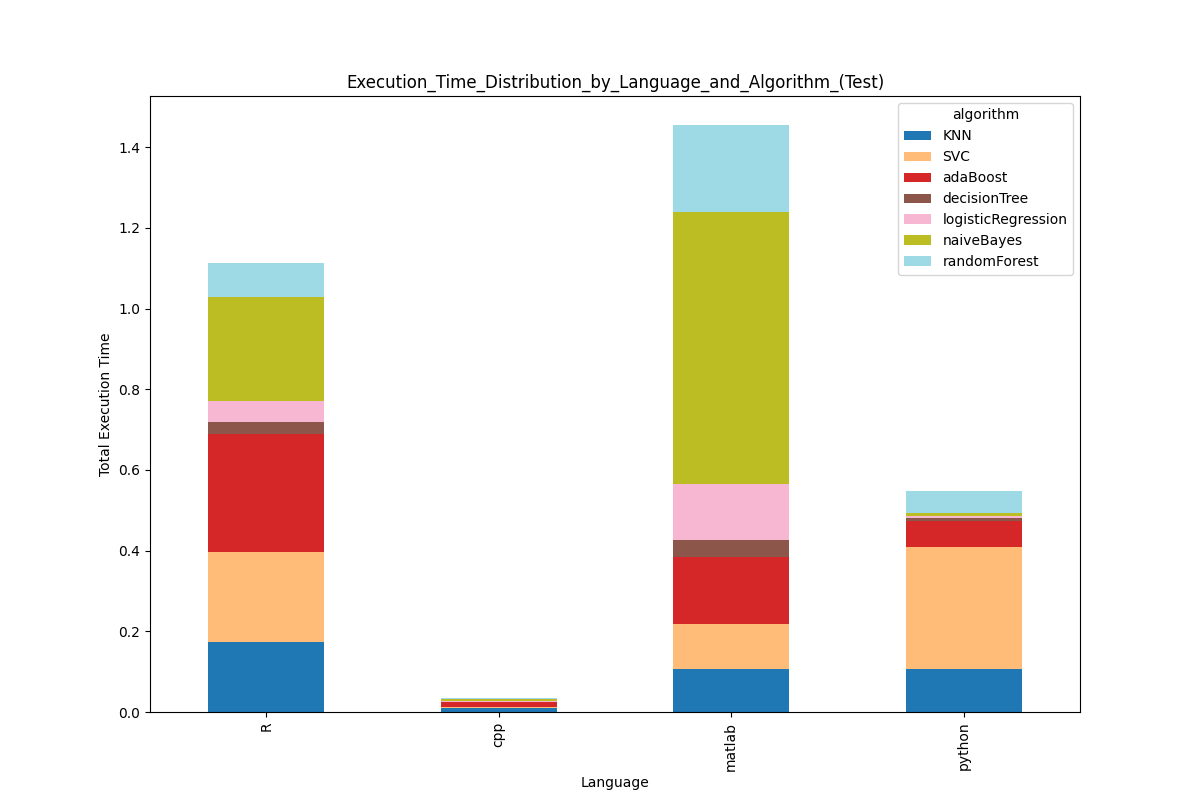 Execution_Time_Distribution_by_Language_and_Algorithm_(Test)
algorithm
KNN
SVC
adaBoost
decisionTree
logisticRegression
naiveBayes
randomForest
Total Execution Time
1.4
1.2
1.0
0.8
0.6
0.4
0.2
0.0
R
cpp
matlab
python
Language